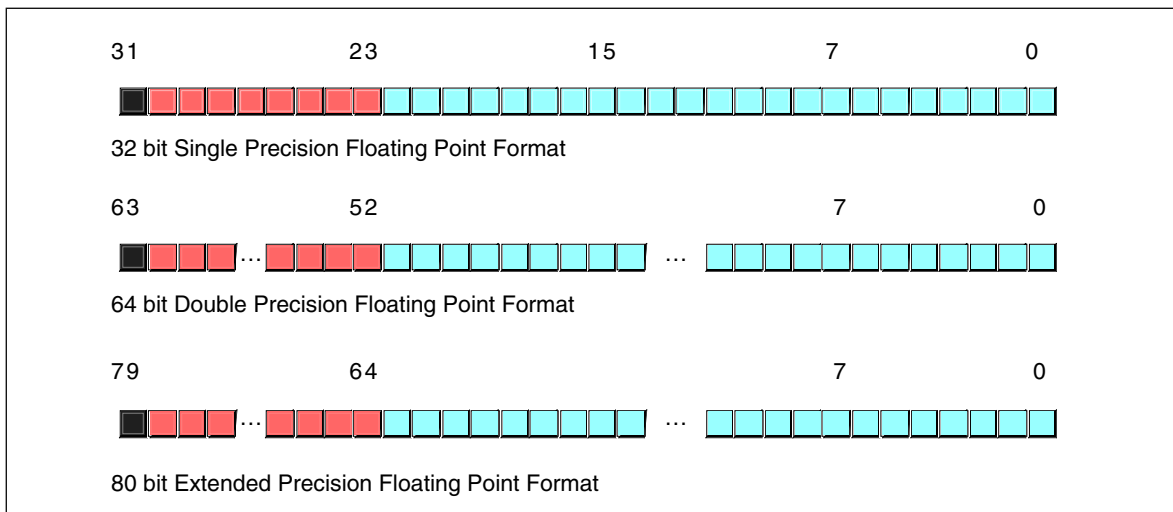 31 23 15 7 0
32 bit Single Precision Floating Point Format
63 52 7 0
... ...
64 bit Double Precision Floating Point Format
79 64 7 0
... ...
80 bit Extended Precision Floating Point Format